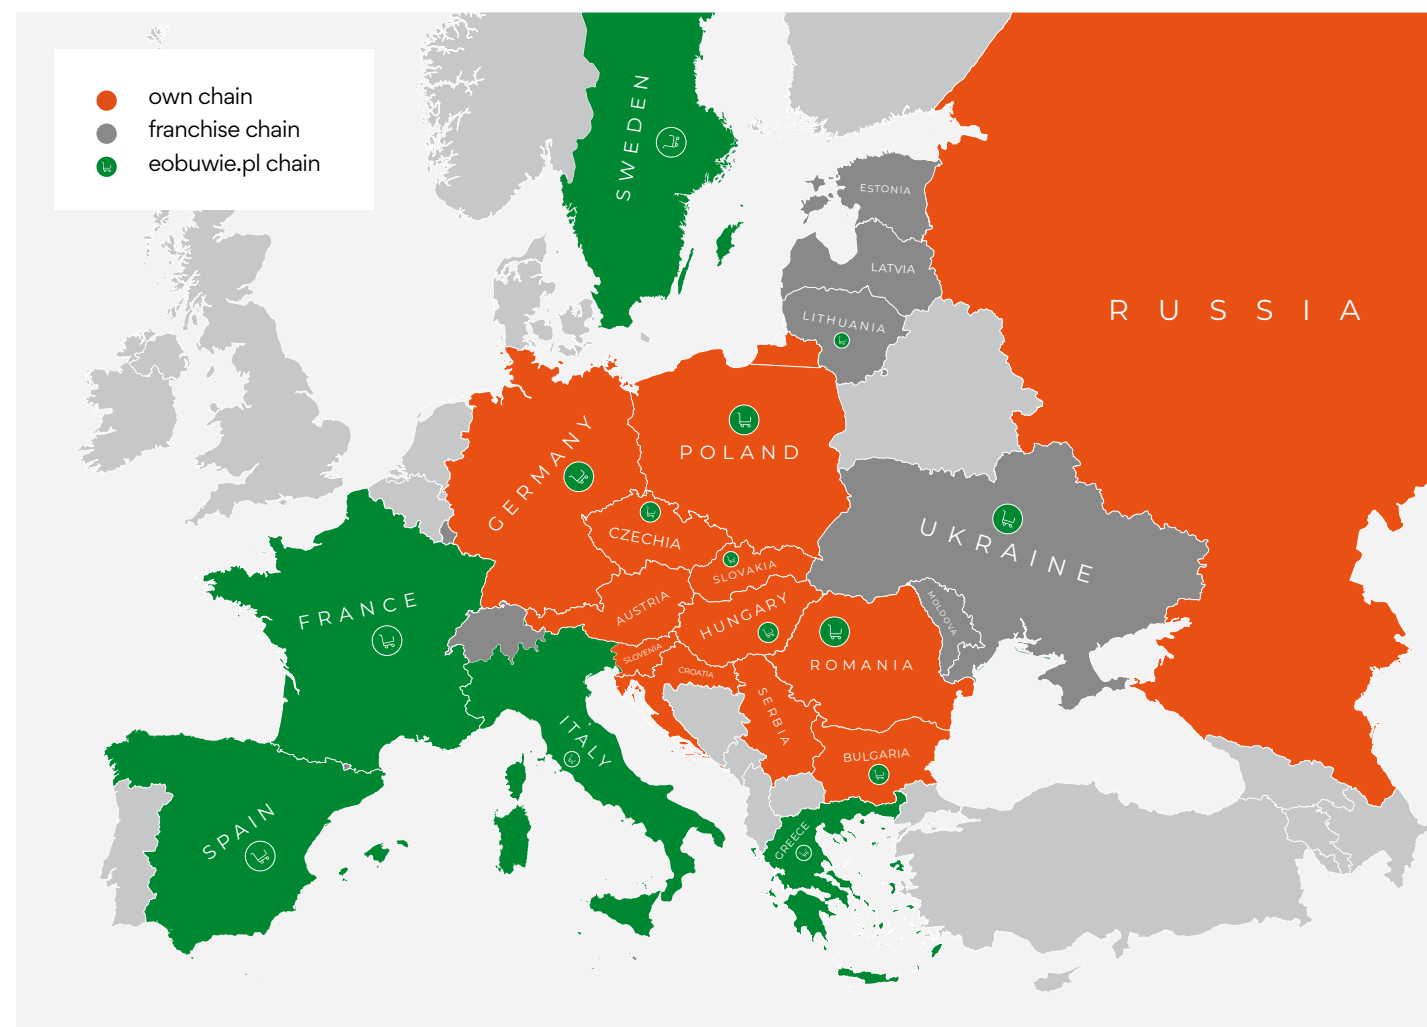 own chain
franchise chain
eobuwie.pl chain
SWEDEN
ESTONIA
LATVIA
LITHUANIA
RUSSIA
POLAND
GERMANY
CZECHIA
UKRAINE
SLOVAKIA
FRANCE
AUSTRIA
HUNGARY
MOLDOVA
SLOVENIA
ROMANIA
CROATIA
SERBIA
ITALY
BULGARIA
SPAIN
GREECE